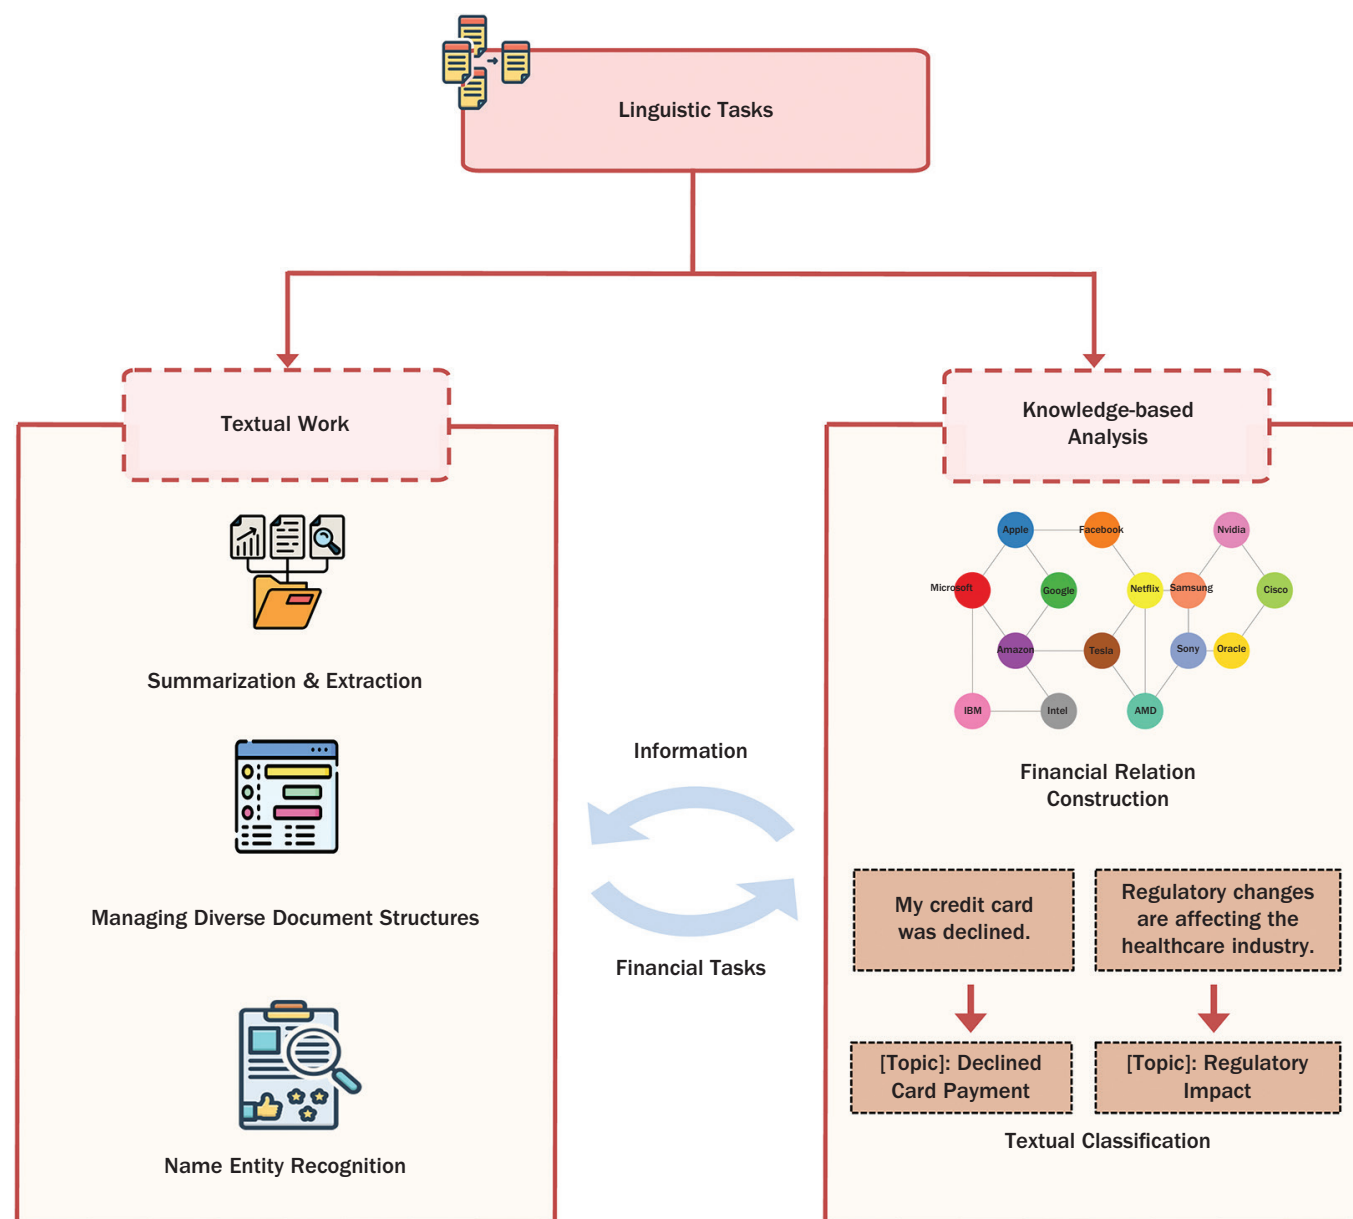 Linguistic Tasks
Textual Work
Summarization & Extraction
Managing Diverse Document Structures
Name Entity Recognition
Information
Financial Tasks
Knowledge-based
Analysis
Apple
Facebook
Nvidia
Microsoft
Google
Netflix
Samsung
Cisco
Amazon
Tesla
Sony
Oracle
IBM
Intel
AMD
Financial Relation
Construction
My credit card
was declined.
Regulatory changes
are affecting the
healthcare industry.
[Topic]: Declined
Card Payment
[Topic]: Regulatory
Impact
Textual Classification